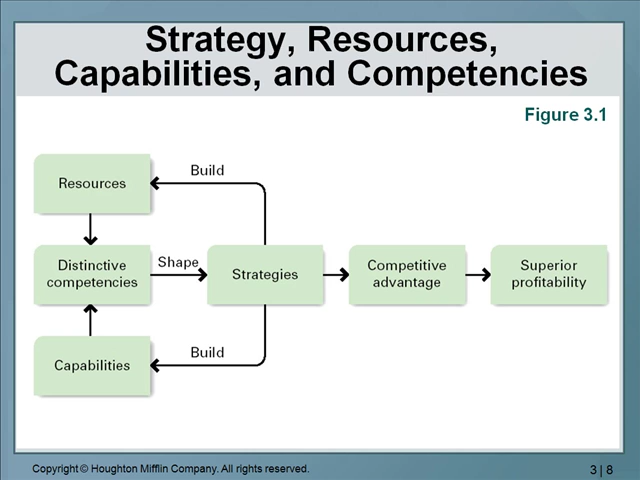 Strategy, Resources,
Capabilities, and Competencies
Figure 3.1
Build
Resources
Distinctive
competencies
Shape
Strategies
Competitive
advantage
Superior
profitability
Build
Capabilities
Copyright © Houghton Mifflin Company. All rights reserved.
3 | 8